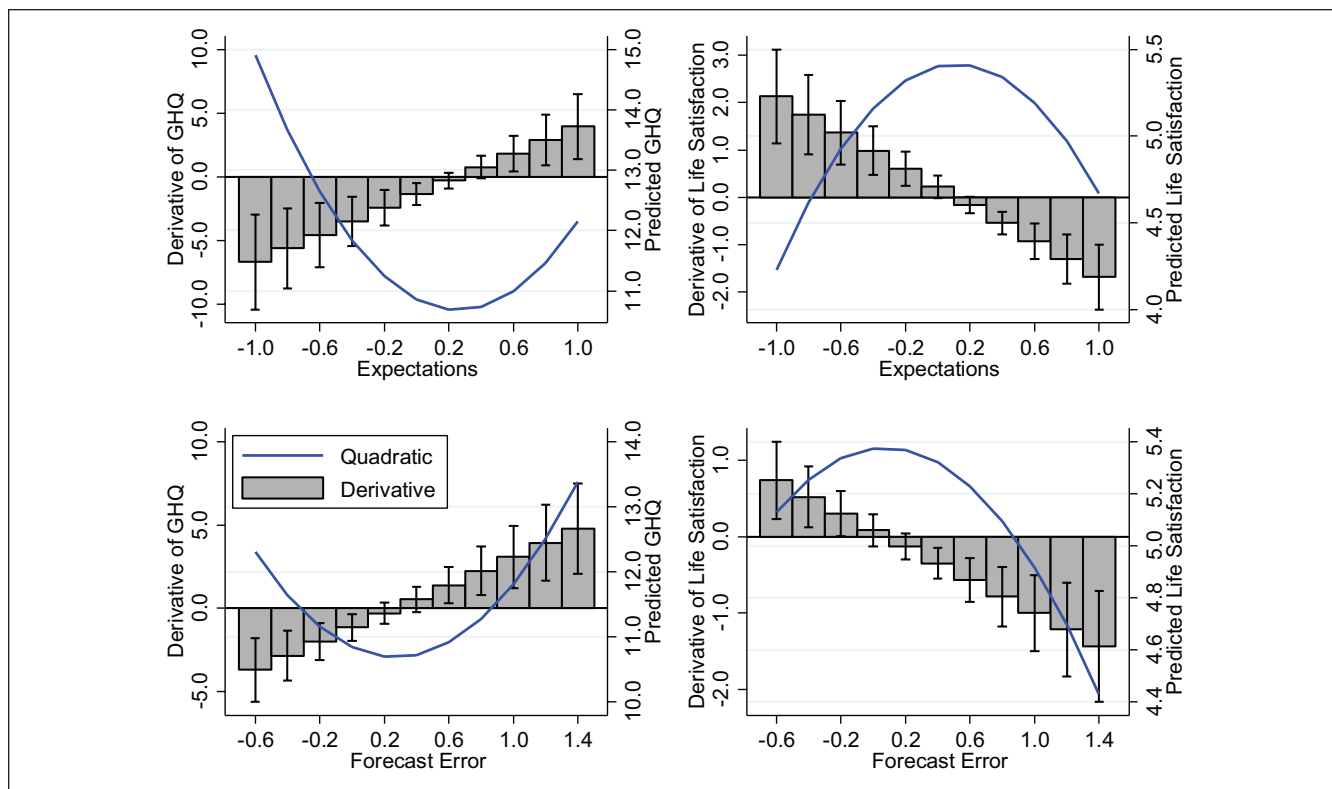 10.0
5.0
0.0
-5.0
-10.0
Derivative of GHQ
15.0
14.0
13.0
12.0
11.0
Predicted GHQ
-1.0 -0.6 -0.2 0.2 0.6 1.0
Expectations
3.0
2.0
1.0
0.0
-1.0
-2.0
Derivative of Life Satisfaction
5.5
5.0
4.5
4.0
Predicted Life Satisfaction
-1.0 -0.6 -0.2 0.2 0.6 1.0
Expectations
10.0
5.0
0.0
-5.0
Derivative of GHQ
Quadratic
Derivative
14.0
13.0
12.0
11.0
10.0
Predicted GHQ
-0.6 -0.2 0.2 0.6 1.0 1.4
Forecast Error
1.0
0.0
-1.0
-2.0
Derivative of Life Satisfaction
5.4
5.2
5.0
4.8
4.6
4.4
Predicted Life Satisfaction
-0.6 -0.2 0.2 0.6 1.0 1.4
Forecast Error